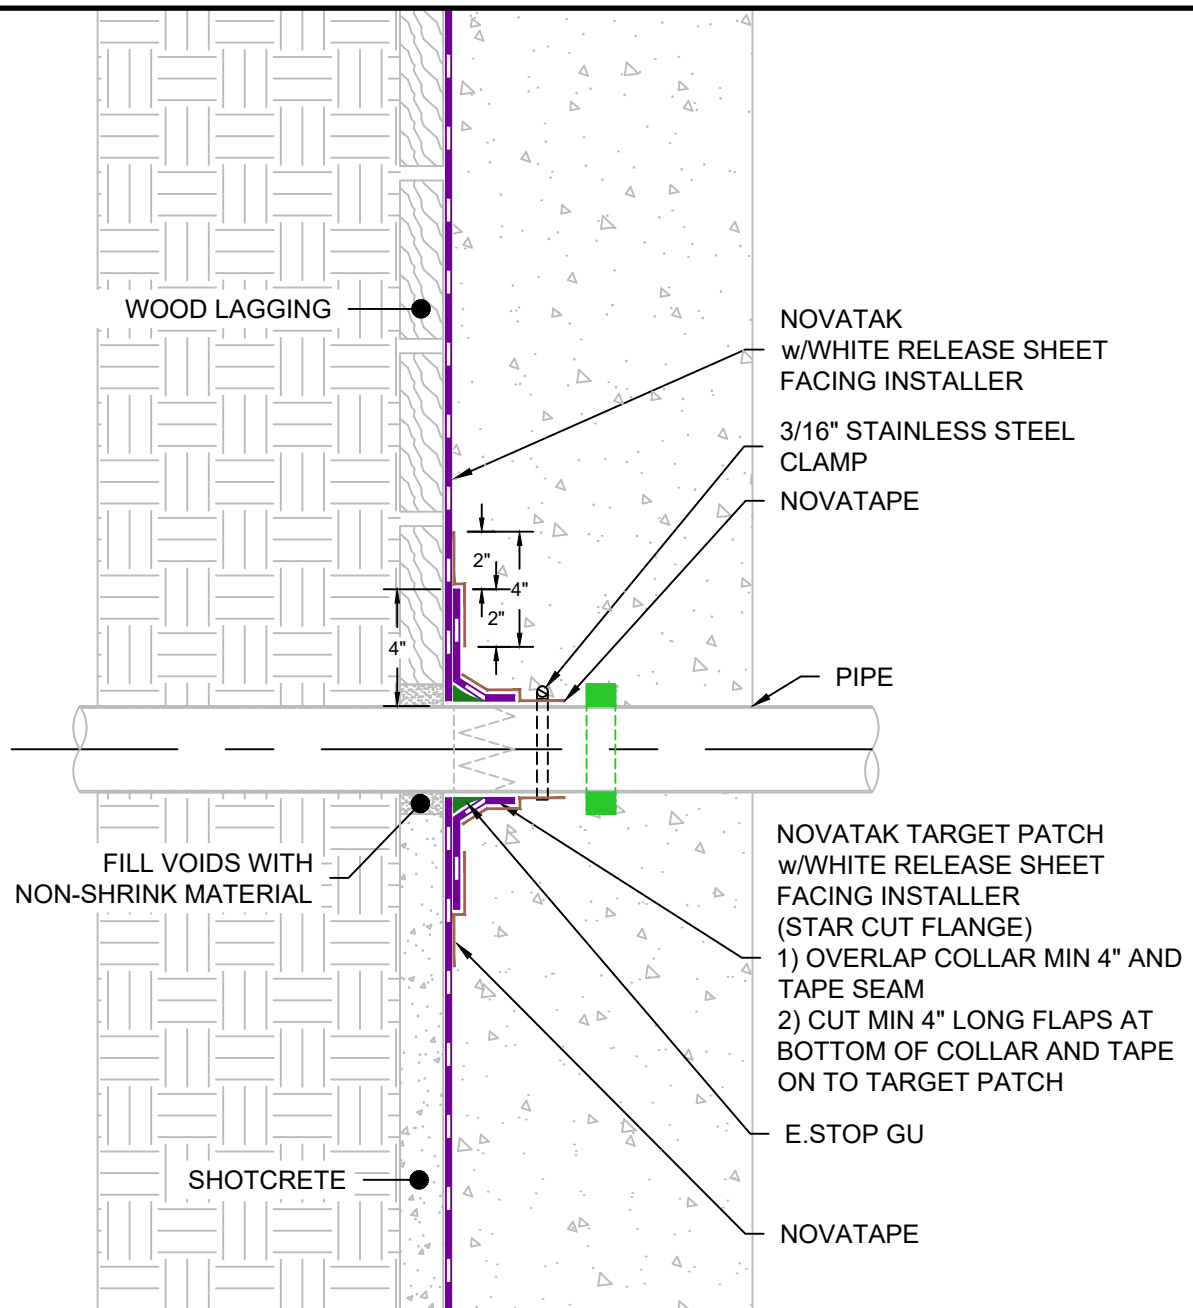 WOOD LAGGING
NOVATAK
w/WHITE RELEASE SHEET
FACING INSTALLER
3/16" STAINLESS STEEL
CLAMP
NOVATAPE
2"
4"
2"
4"
PIPE
FILL VOIDS WITH
NON-SHRINK MATERIAL
NOVATAK TARGET PATCH
w/WHITE RELEASE SHEET
FACING INSTALLER
(STAR CUT FLANGE)
1) OVERLAP COLLAR MIN 4" AND
TAPE SEAM
2) CUT MIN 4" LONG FLAPS AT
BOTTOM OF COLLAR AND TAPE
ON TO TARGET PATCH
E.STOP GU
SHOTCRETE
NOVATAPE